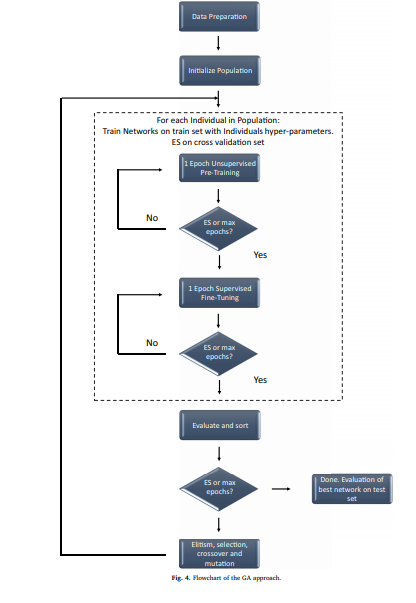 Data Preparation
Initialize Population
For each Individual in Population:
Train Networks on train set with Individuals hyper-parameters.
ES on cross validation set
1 Epoch Unsupervised
Pre-Training
No
ES or max
epochs?
Yes
1 Epoch Supervised
Fine-Tuning
No
ES or max
epochs?
Yes
Evaluate and sort
ES or max
epochs?
Done. Evaluation of
best network on test
set
Elitism, selection,
crossover and
mutation
Fig. 4. Flowchart of the GA approach.